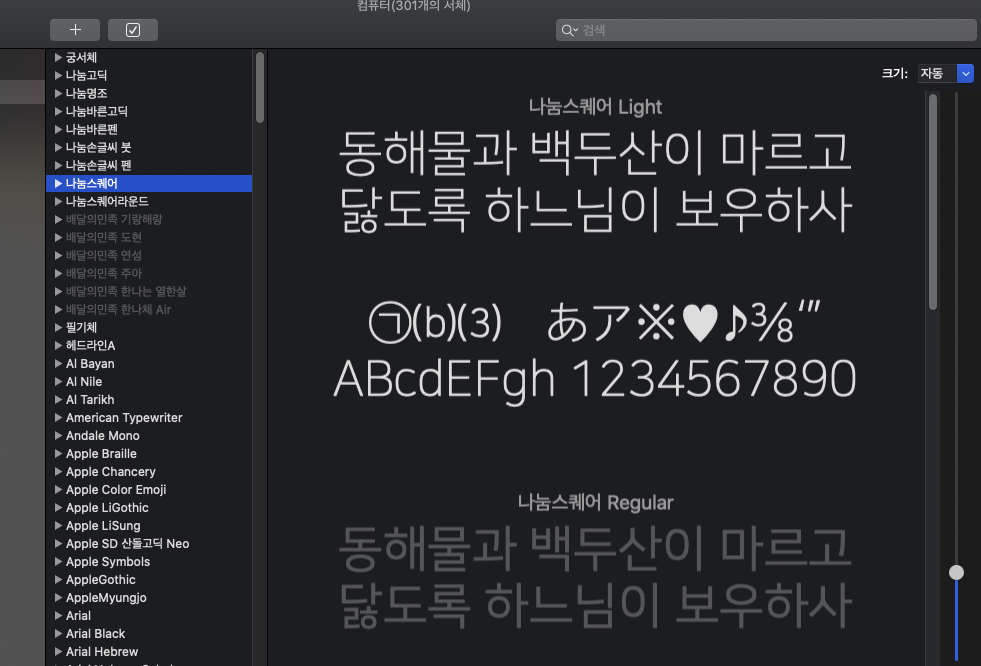 컴퓨터(301개의 서체)
검색
궁서체
나눔고딕
나눔명조
나눔바른고딕
나눔바른펜
나눔손글씨 붓
나눔손글씨 펜
나눔스퀘어
나눔스퀘어라운드
배달의민족 기랑해랑
배달의민족 도현
배달의민족 연성
배달의민족 주아
배달의민족 한나는 열한살
배달의민족 한나체 Air
필기체
헤드라인A
Al Bayan
Al Nile
Al Tarikh
American Typewriter
Andale Mono
Apple Braille
Apple Chancery
Apple Color Emoji
Apple LiGothic
Apple LiSung
Apple SD 산돌고딕 Neo
Apple Symbols
AppleGothic
AppleMyungjo
Arial
Arial Black
Arial Hebrew
크기: 자동
나눔스퀘어 Light
동해물과 백두산이 마르고
닳도록 하느님이 보우하사
㉠(b)(3) あア※♥♪⅜′″
ABcdEFgh 1234567890
나눔스퀘어 Regular
동해물과 백두산이 마르고
닳도록 하느님이 보우하사